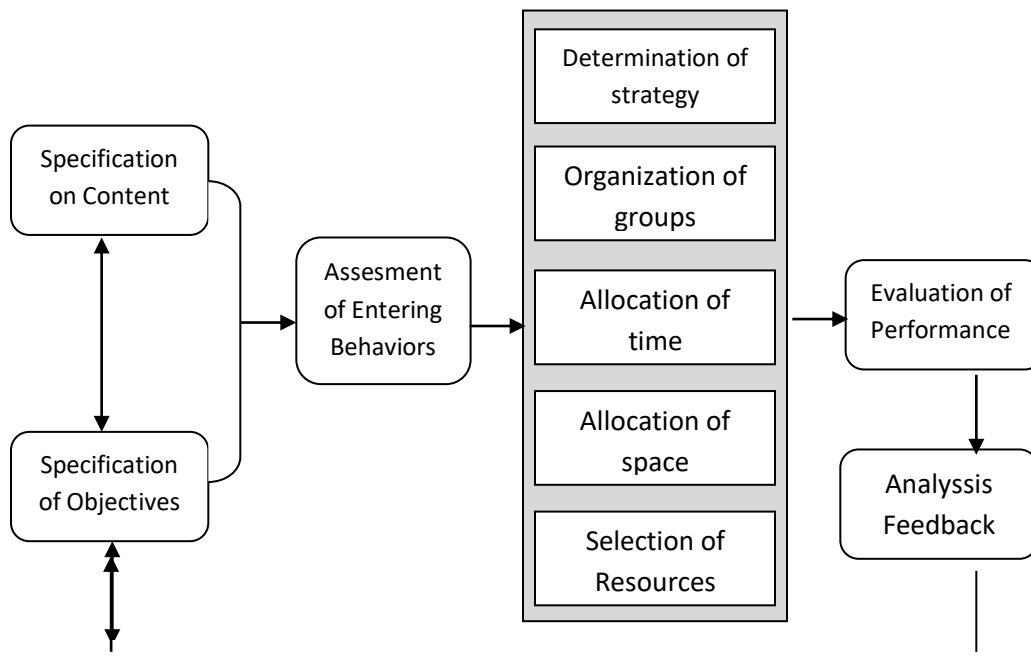 Specification
on Content
Specification
of Objectives
Assesment
of Entering
Behaviors
Determination of
strategy
Organization of
groups
Allocation of
time
Allocation of
space
Selection of
Resources
Evaluation of
Performance
Analyssis
Feedback